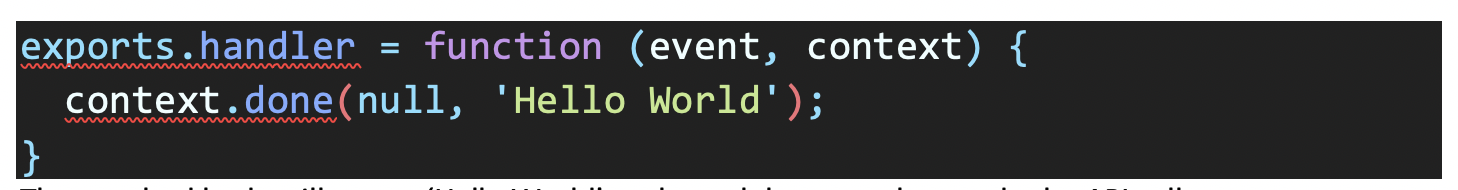 exports.handler = function (event, context) {
  context.done(null, 'Hello World');
}